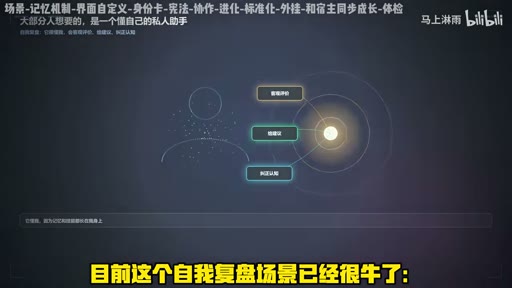 场景-记忆机制-界面自定义-身份卡-宪法-协作-进化-标准化-外挂-和宿主同步成长-体检
马上淋雨 bilibili
大部分人想要的，是一个懂自己的私人助手
客观评价
给建议
纠正认知
目前这个自我复盘场景已经很牛了：